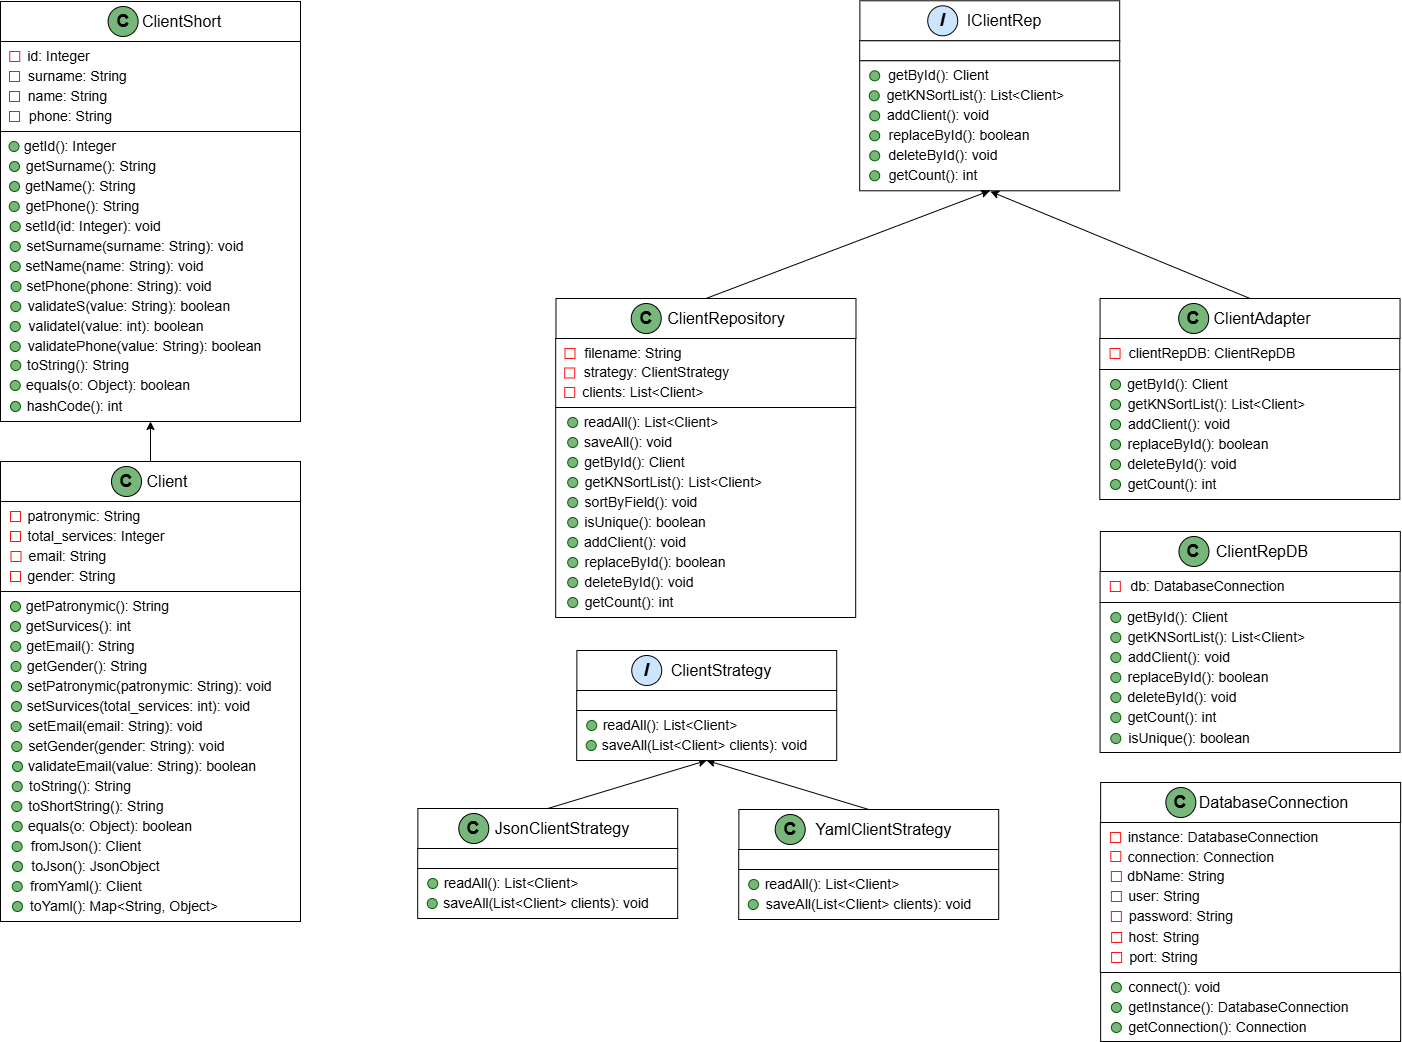 C ClientShort
id: Integer
surname: String
name: String
phone: String
getId(): Integer
getSurname(): String
getName(): String
getPhone(): String
setId(id: Integer): void
setSurname(surname: String): void
setName(name: String): void
setPhone(phone: String): void
validateS(value: String): boolean
validateI(value: int): boolean
validatePhone(value: String): boolean
toString(): String
equals(o: Object): boolean
hashCode(): int
C Client
patronymic: String
total_services: Integer
email: String
gender: String
getPatronymic(): String
getSurvices(): int
getEmail(): String
getGender(): String
setPatronymic(patronymic: String): void
setSurvices(total_services: int): void
setEmail(email: String): void
setGender(gender: String): void
validateEmail(value: String): boolean
toString(): String
toShortString(): String
equals(o: Object): boolean
fromJson(): Client
toJson(): JsonObject
fromYaml(): Client
toYaml(): Map<String, Object>
I IClientRep
getById(): Client
getKNSortList(): List<Client>
addClient(): void
replaceById(): boolean
deleteById(): void
getCount(): int
C ClientRepository
filename: String
strategy: ClientStrategy
clients: List<Client>
readAll(): List<Client>
saveAll(): void
getById(): Client
getKNSortList(): List<Client>
sortByField(): void
isUnique(): boolean
addClient(): void
replaceById(): boolean
deleteById(): void
getCount(): int
I ClientStrategy
readAll(): List<Client>
saveAll(List<Client> clients): void
C JsonClientStrategy
readAll(): List<Client>
saveAll(List<Client> clients): void
C YamlClientStrategy
readAll(): List<Client>
saveAll(List<Client> clients): void
C ClientAdapter
clientRepDB: ClientRepDB
getById(): Client
getKNSortList(): List<Client>
addClient(): void
replaceById(): boolean
deleteById(): void
getCount(): int
C ClientRepDB
db: DatabaseConnection
getById(): Client
getKNSortList(): List<Client>
addClient(): void
replaceById(): boolean
deleteById(): void
getCount(): int
isUnique(): boolean
C DatabaseConnection
instance: DatabaseConnection
connection: Connection
dbName: String
user: String
password: String
host: String
port: String
connect(): void
getInstance(): DatabaseConnection
getConnection(): Connection